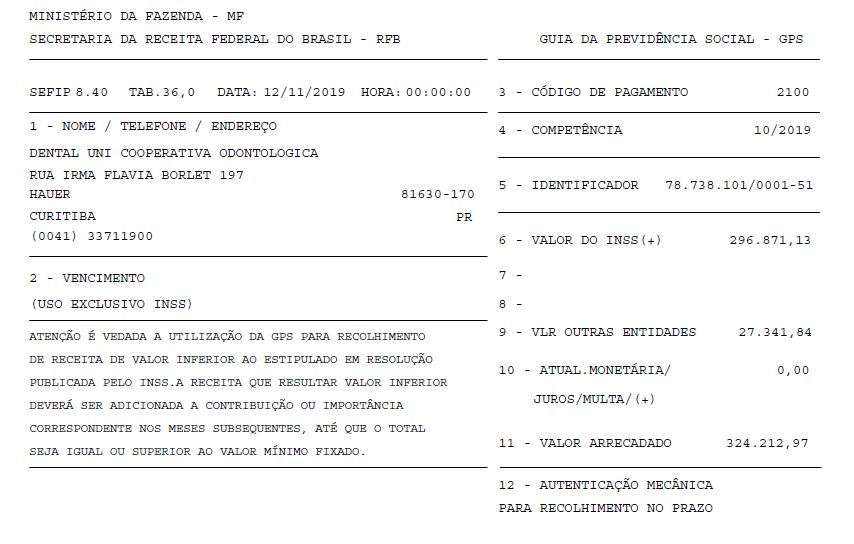 MINISTÉRIO DA FAZENDA - MF
SECRETARIA DA RECEITA FEDERAL DO BRASIL - RFB
GUIA DA PREVIDÊNCIA SOCIAL - GPS
SEFIP 8.40 TAB.36,0 DATA: 12/11/2019 HORA: 00:00:00
1 - NOME / TELEFONE / ENDEREÇO
DENTAL UNI COOPERATIVA ODONTOLOGICA
RUA IRMA FLAVIA BORLET 197
HAUER 81630-170
CURITIBA PR
(0041) 33711900
2 - VENCIMENTO
(USO EXCLUSIVO INSS)
ATENÇÃO É VEDADA A UTILIZAÇÃO DA GPS PARA RECOLHIMENTO
DE RECEITA DE VALOR INFERIOR AO ESTIPULADO EM RESOLUÇÃO
PUBLICADA PELO INSS.A RECEITA QUE RESULTAR VALOR INFERIOR
DEVERÁ SER ADICIONADA A CONTRIBUIÇÃO OU IMPORTÂNCIA
CORRESPONDENTE NOS MESES SUBSEQUENTES, ATÉ QUE O TOTAL
SEJA IGUAL OU SUPERIOR AO VALOR MÍNIMO FIXADO.
3 - CÓDIGO DE PAGAMENTO 2100
4 - COMPETÊNCIA 10/2019
5 - IDENTIFICADOR 78.738.101/0001-51
6 - VALOR DO INSS(+) 296.871,13
7 -
8 -
9 - VLR OUTRAS ENTIDADES 27.341,84
10 - ATUAL.MONETÁRIA/ 0,00
JUROS/MULTA/(+)
11 - VALOR ARRECADADO 324.212,97
12 - AUTENTICAÇÃO MECÂNICA
PARA RECOLHIMENTO NO PRAZO